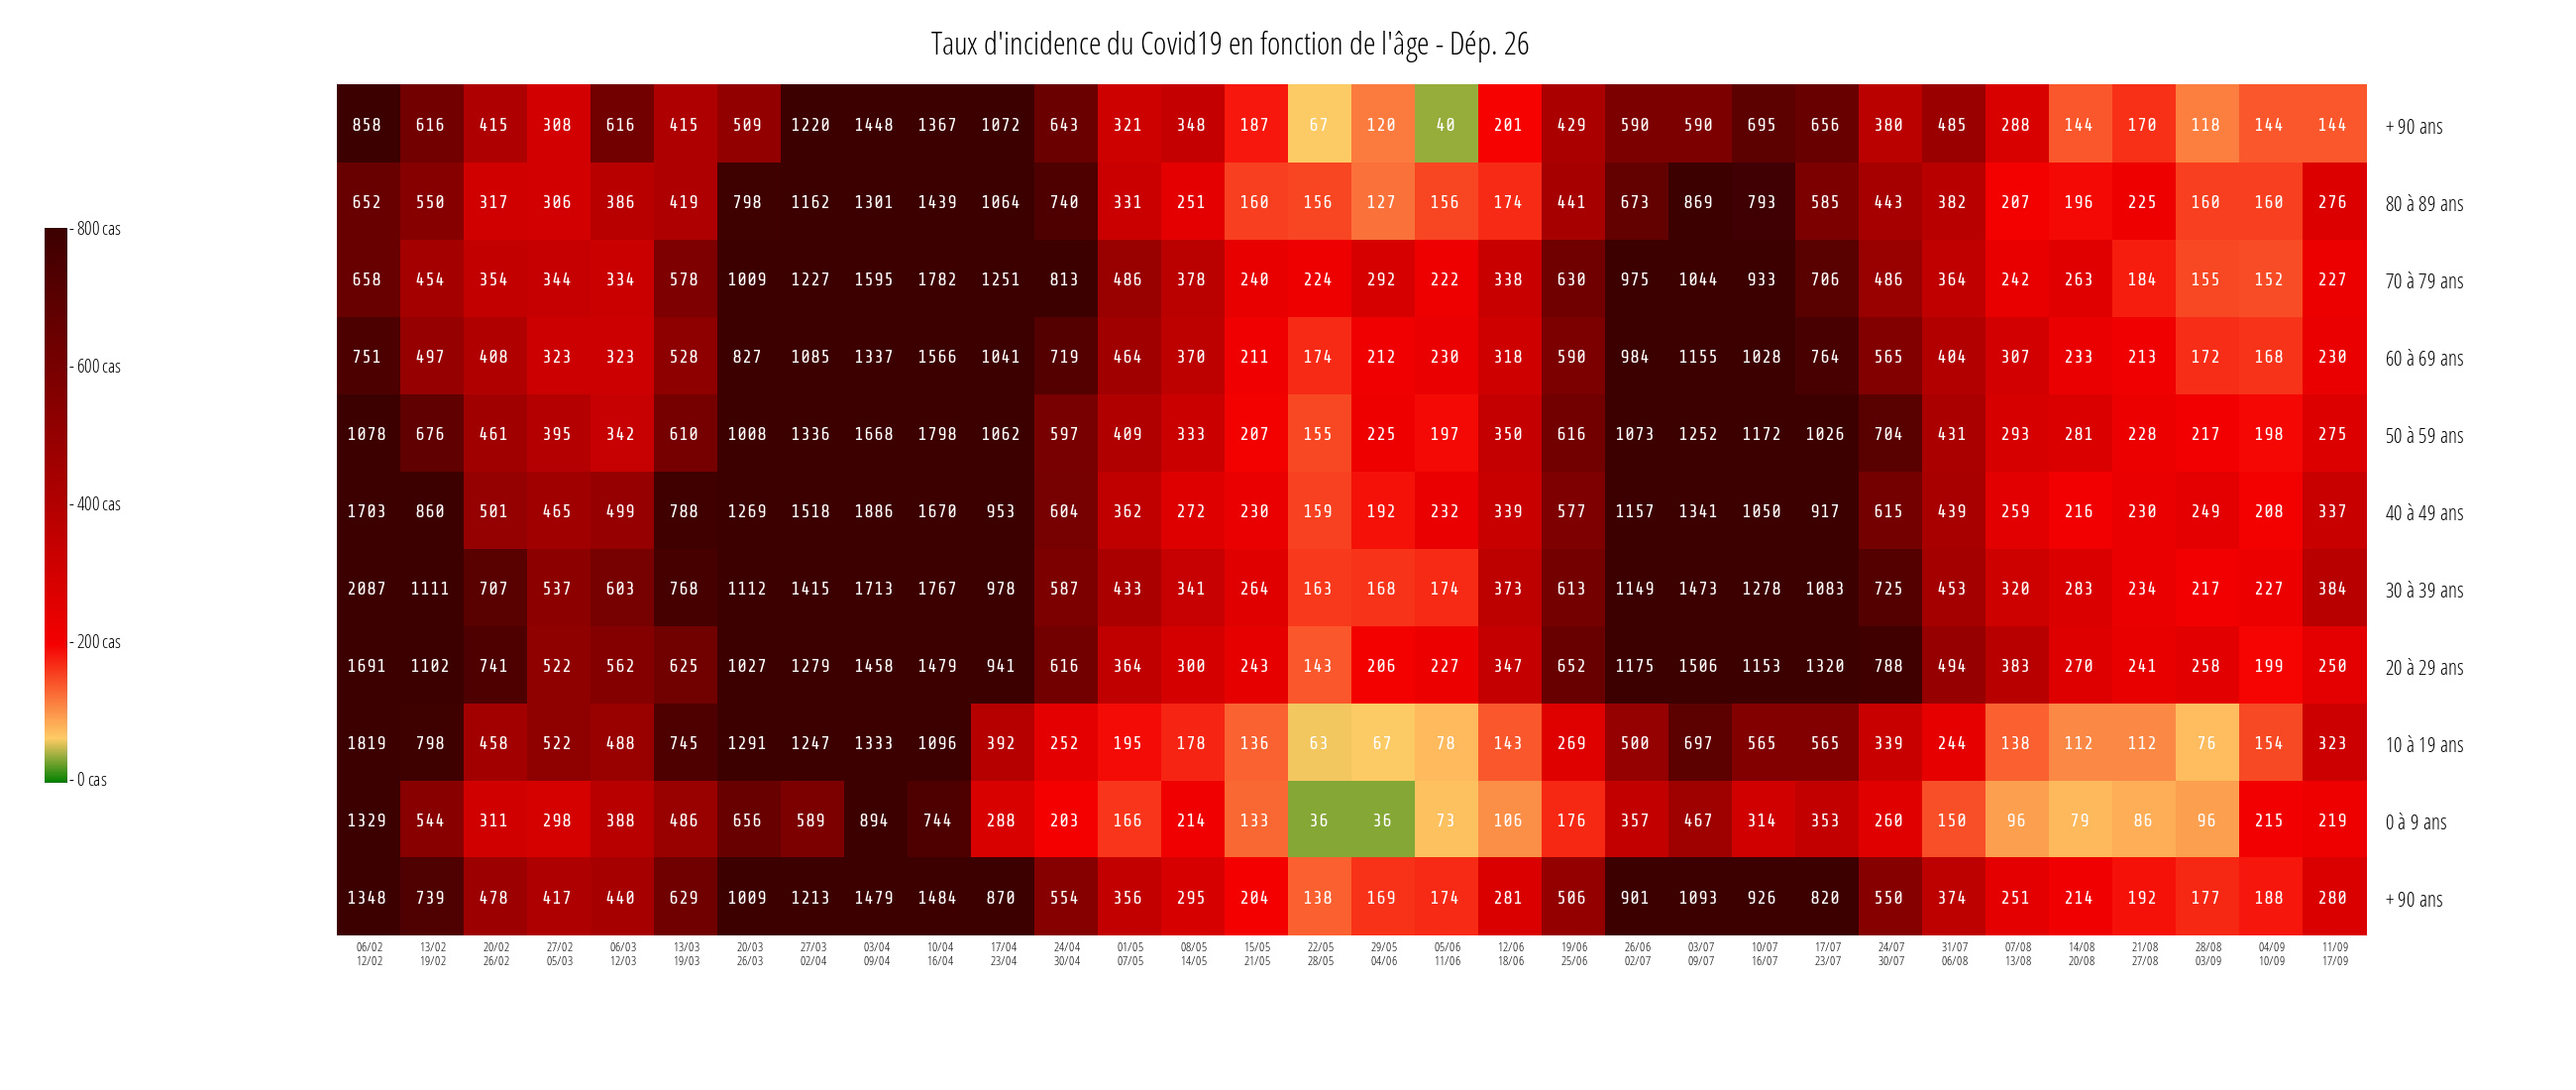 Taux d'incidence du Covid19 en fonction de l'âge - Dép. 26
- 800 cas
- 600 cas
- 400 cas
- 200 cas
- 0 cas
858 616 415 308 616 415 509 1220 1448 1367 1072 643 321 348 187 67 120 40 201 429 590 590 695 656 380 485 288 144 170 118 144 144 + 90 ans
652 550 317 306 386 419 798 1162 1301 1439 1064 740 331 251 160 156 127 156 174 441 673 869 793 585 443 382 207 196 225 160 160 276 80 à 89 ans
658 454 354 344 334 578 1009 1227 1595 1782 1251 813 486 378 240 224 292 222 338 630 975 1044 933 706 486 364 242 263 184 155 152 227 70 à 79 ans
751 497 408 323 323 528 827 1085 1337 1566 1041 719 464 370 211 174 212 230 318 590 984 1155 1028 764 565 404 307 233 213 172 168 230 60 à 69 ans
1078 676 461 395 342 610 1008 1336 1668 1798 1062 597 409 333 207 155 225 197 350 616 1073 1252 1172 1026 704 431 293 281 228 217 198 275 50 à 59 ans
1703 860 501 465 499 788 1269 1518 1886 1670 953 604 362 272 230 159 192 232 339 577 1157 1341 1050 917 615 439 259 216 230 249 208 337 40 à 49 ans
2087 1111 707 537 603 768 1112 1415 1713 1767 978 587 433 341 264 163 168 174 373 613 1149 1473 1278 1083 725 453 320 283 234 217 227 384 30 à 39 ans
1691 1102 741 522 562 625 1027 1279 1458 1479 941 616 364 300 243 143 206 227 347 652 1175 1506 1153 1320 788 494 383 270 241 258 199 250 20 à 29 ans
1819 798 458 522 488 745 1291 1247 1333 1096 392 252 195 178 136 63 67 78 143 269 500 697 565 565 339 244 138 112 112 76 154 323 10 à 19 ans
1329 544 311 298 388 486 656 589 894 744 288 203 166 214 133 36 36 73 106 176 357 467 314 353 260 150 96 79 86 96 215 219 0 à 9 ans
1348 739 478 417 440 629 1009 1213 1479 1484 870 554 356 295 204 138 169 174 281 506 901 1093 926 820 550 374 251 214 192 177 188 280 + 90 ans
06/02 13/02 20/02 27/02 06/03 13/03 20/03 27/03 03/04 10/04 17/04 24/04 01/05 08/05 15/05 22/05 29/05 05/06 12/06 19/06 26/06 03/07 10/07 17/07 24/07 31/07 07/08 14/08 21/08 28/08 04/09 11/09
12/02 19/02 26/02 05/03 12/03 19/03 26/03 02/04 09/04 16/04 23/04 30/04 07/05 14/05 21/05 28/05 04/06 11/06 18/06 25/06 02/07 09/07 16/07 23/07 30/07 06/08 13/08 20/08 27/08 03/09 10/09 17/09